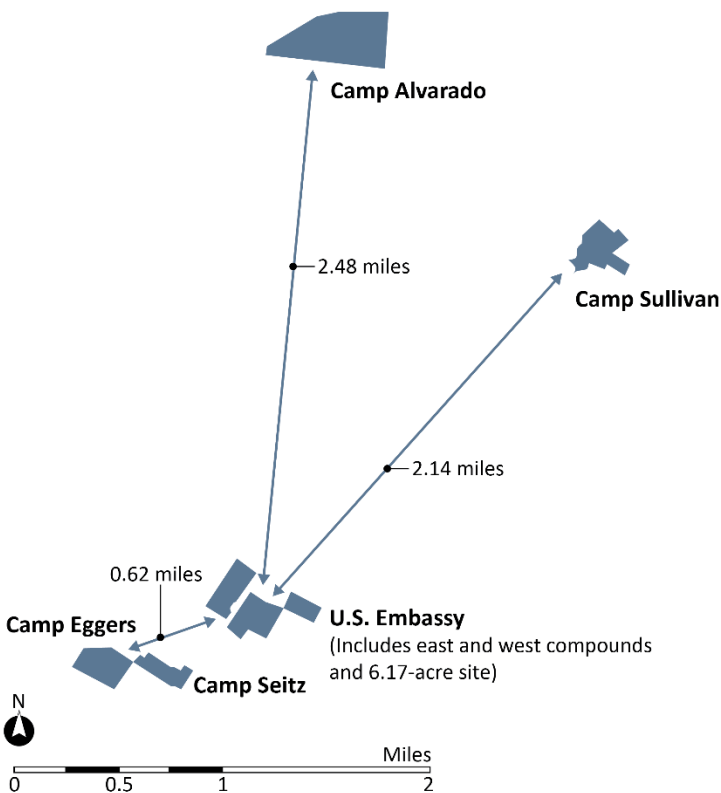 Camp Alvarado
2.48 miles
Camp Sullivan
2.14 miles
0.62 miles
Camp Eggers
U.S. Embassy
(Includes east and west compounds
and 6.17-acre site)
Camp Seitz
N
Miles
0 0.5 1 2